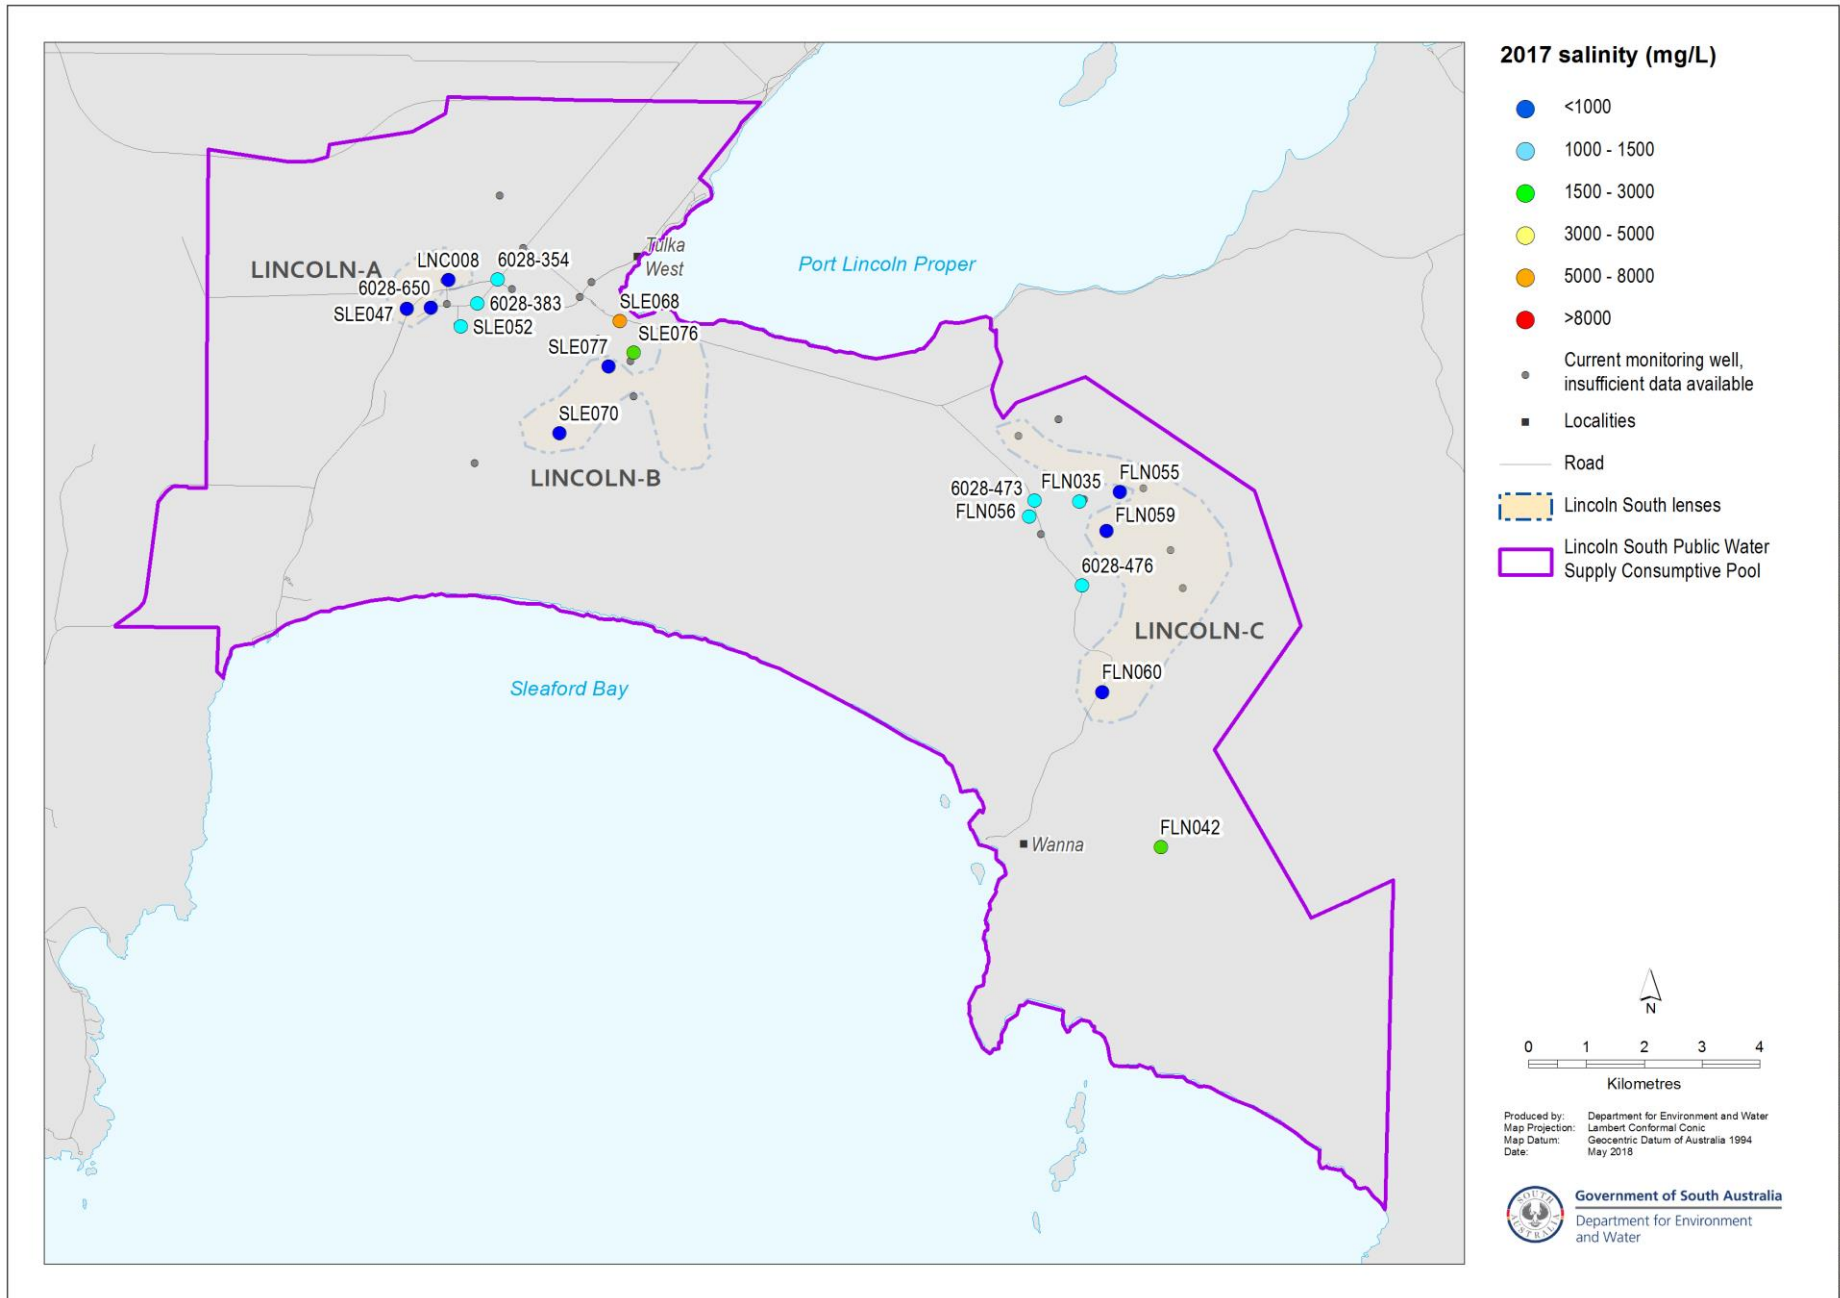 Tulka
West
LINCOLN-A
LNC008
6028-354
Port Lincoln Proper
6028-650
6028-383
SLE047
SLE052
SLE068
SLE076
SLE077
SLE070
LINCOLN-B
6028-473
FLN035
FLN055
FLN056
FLN059
6028-476
LINCOLN-C
FLN060
Sleaford Bay
FLN042
Wanna
2017 salinity (mg/L)
<1000
1000 - 1500
1500 - 3000
3000 - 5000
5000 - 8000
>8000
Current monitoring well,
insufficient data available
Localities
Road
Lincoln South lenses
Lincoln South Public Water
Supply Consumptive Pool
N
0 1 2 3 4
Kilometres
Produced by: Department for Environment and Water
Map Projection: Lambert Conformal Conic
Map Datum: Geocentric Datum of Australia 1994
Date: May 2018
SOUTH
AUSTRALIA
Government of South Australia
Department for Environment
and Water